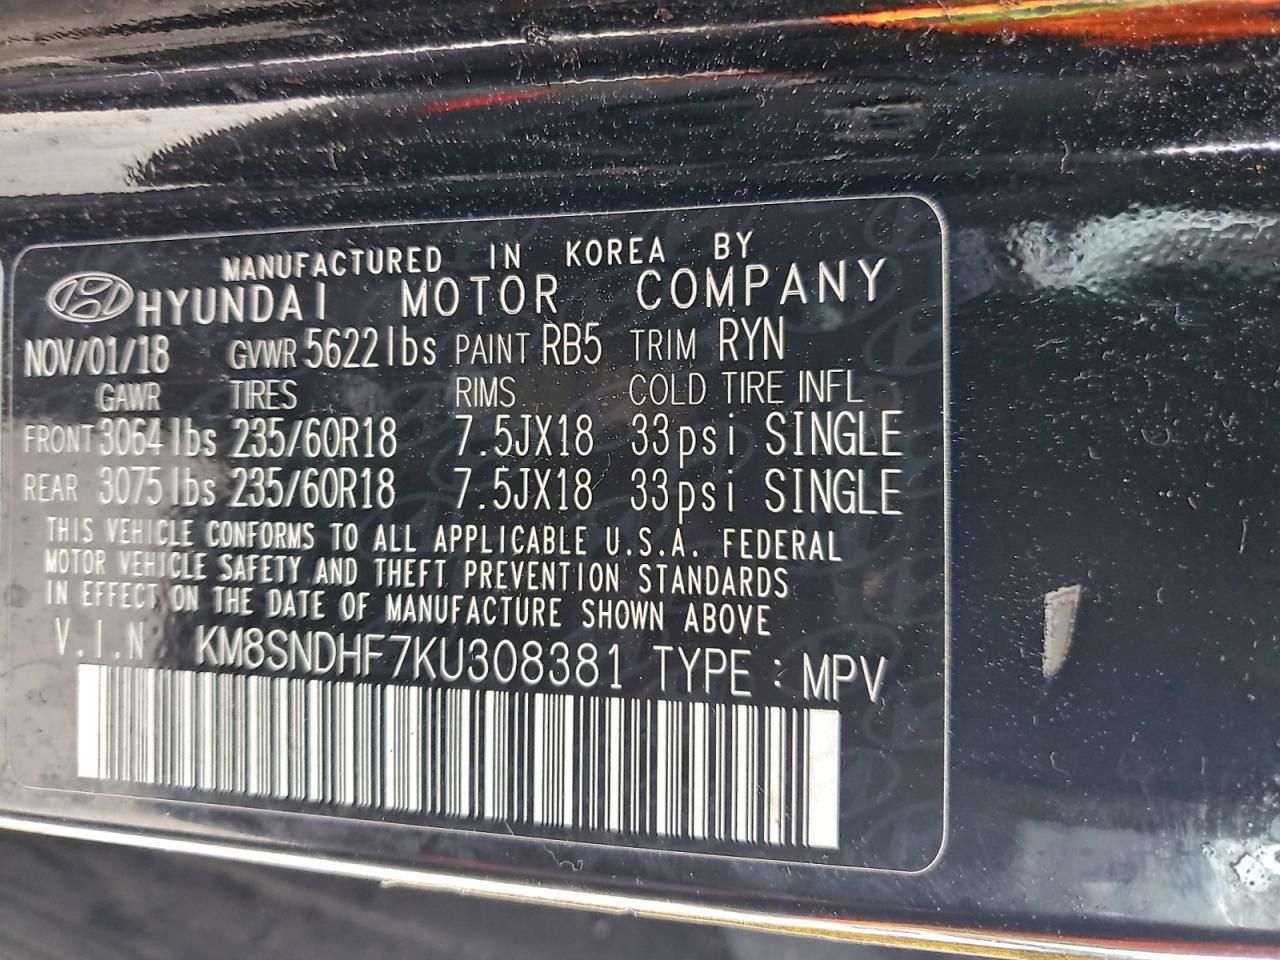 MANUFACTURED IN KOREA BY
HYUNDAI MOTOR COMPANY
NOV/01/18 GVWR 5622lbs PAINT RB5 TRIM RYN
GAWR TIRES RIMS COLD TIRE INFL
FRONT 3064lbs 235/60R18 7.5JX18 33psi SINGLE
REAR 3075lbs 235/60R18 7.5JX18 33psi SINGLE
THIS VEHICLE CONFORMS TO ALL APPLICABLE U.S.A. FEDERAL
MOTOR VEHICLE SAFETY AND THEFT PREVENTION STANDARDS
IN EFFECT ON THE DATE OF MANUFACTURE SHOWN ABOVE
V.I.N KM8SNDHF7KU308381 TYPE : MPV